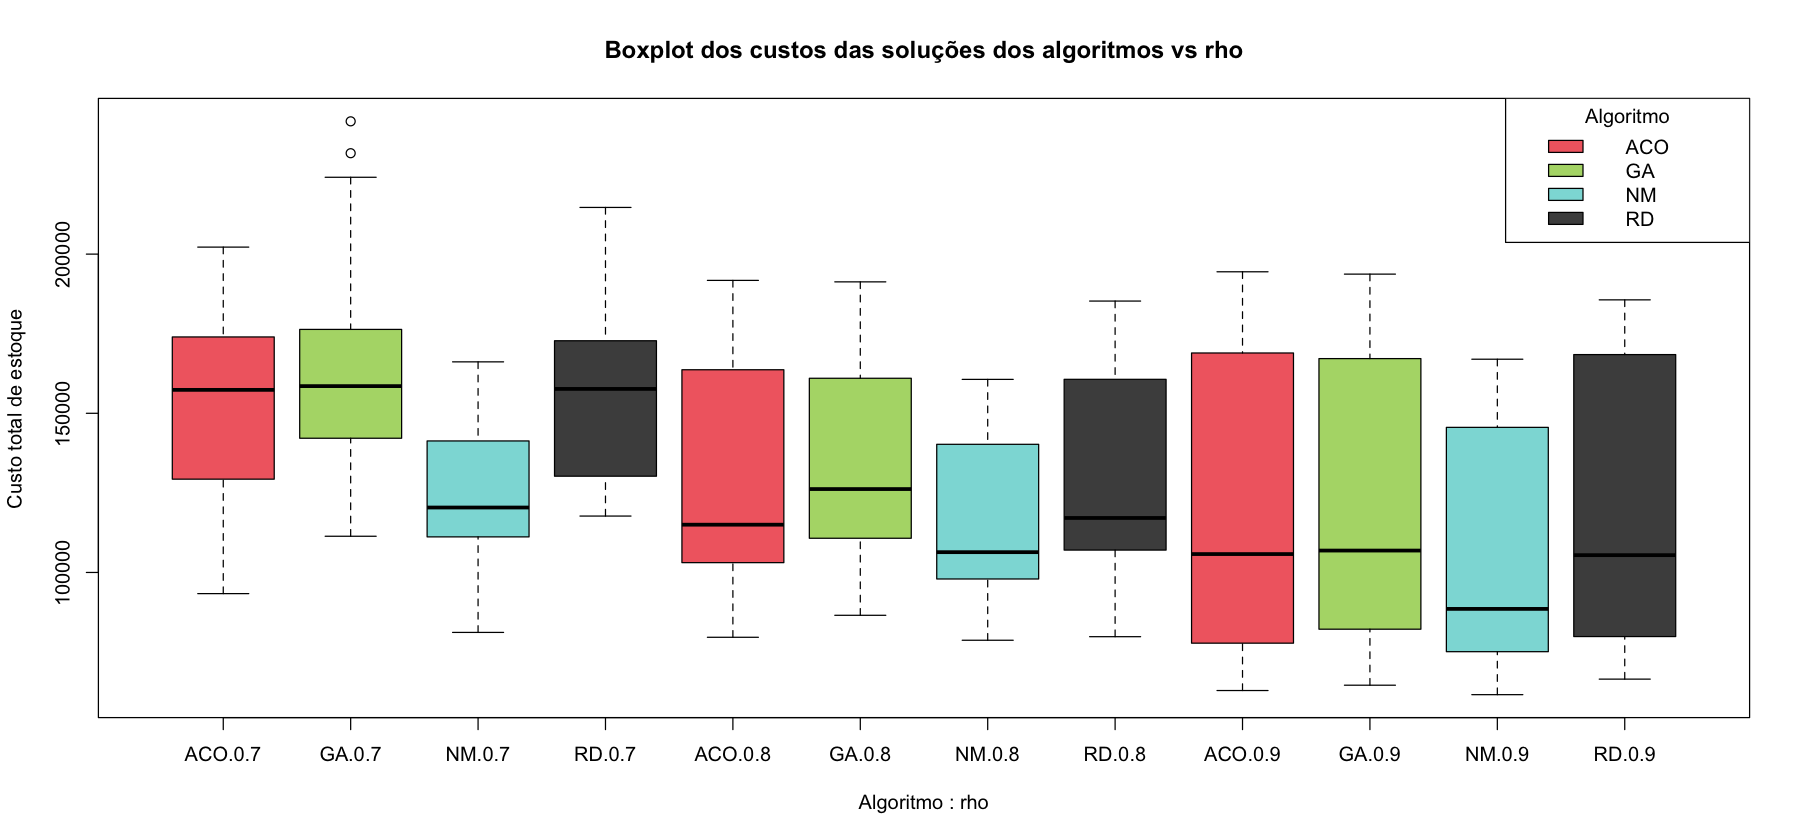 Boxplot dos custos das soluções dos algoritmos vs rho
Algoritmo
ACO
GA
NM
RD
Custo total de estoque
200000
150000
100000
ACO.0.7 GA.0.7 NM.0.7 RD.0.7 ACO.0.8 GA.0.8 NM.0.8 RD.0.8 ACO.0.9 GA.0.9 NM.0.9 RD.0.9
Algoritmo : rho